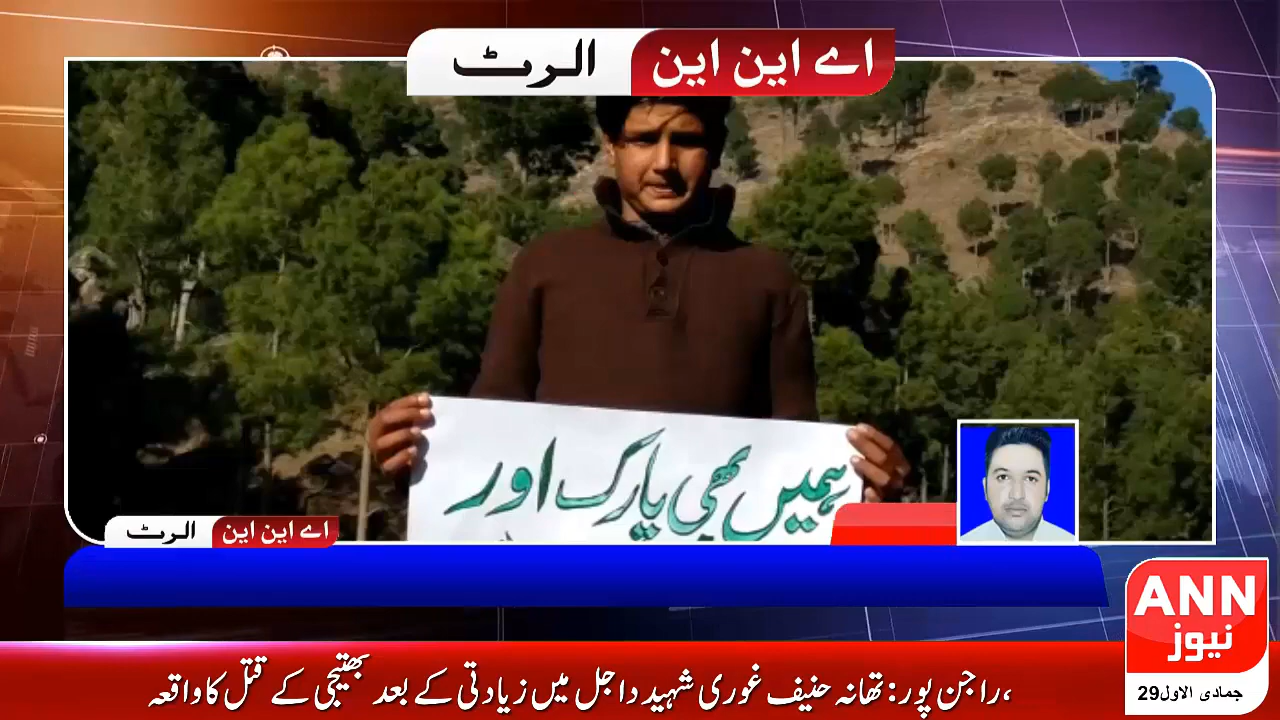 اے این این الرٹ
ہمیں بھی پارک اور
اے این این الرٹ
ANN
نیوز
29جمادی الاول
،راجن پور: تھانہ حنیف غوری شہید داجل میں زیادتی کے بعد بھتیجی کے قتل کا واقعہ